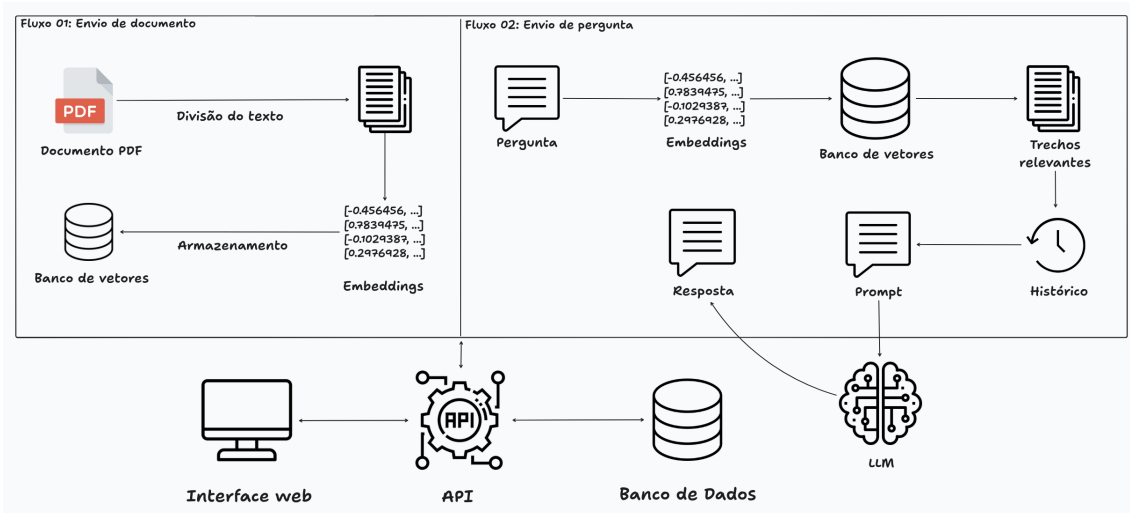 Fluxo 01: Envio de documento
PDF
Divisão do texto
Documento PDF
[-0.456456, ...]
[0.7839475, ...]
[-0.1029387, ...]
[0.2976928, ...]
Armazenamento
Banco de vetores
Embeddings
Fluxo 02: Envio de pergunta
[-0.456456, ...]
[0.7839475, ...]
[-0.1029387, ...]
[0.2976928, ...]
Pergunta
Embeddings
Banco de vetores
Trechos
relevantes
Resposta
Prompt
Histórico
API
LLM
Interface web
API
Banco de Dados